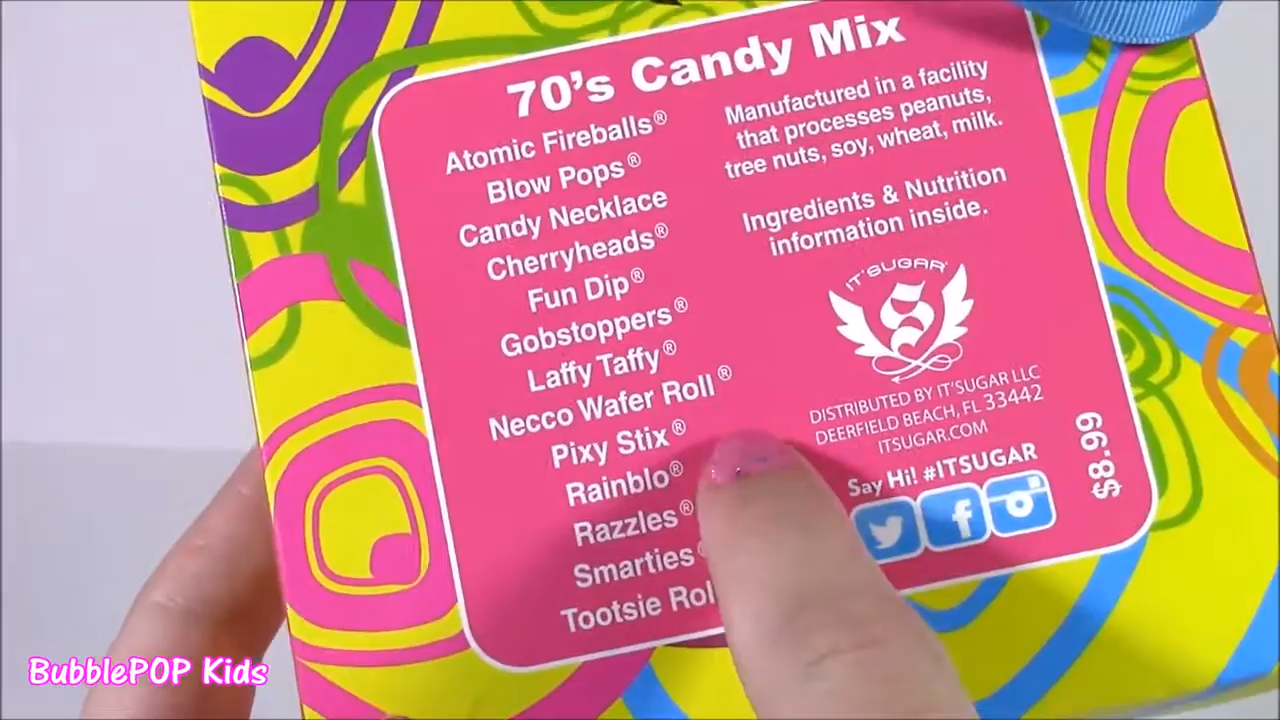 70's Candy Mix
Atomic Fireballs®
Blow Pops®
Candy Necklace
Cherryheads®
Fun Dip®
Gobstoppers®
Laffy Taffy®
Necco Wafer Roll®
Pixy Stix®
Rainblo®
Razzles®
Smarties
Tootsie Rol
Manufactured in a facility
that processes peanuts,
tree nuts, soy, wheat, milk.
Ingredients & Nutrition
information inside.
IT'SUGAR
S
DISTRIBUTED BY IT'SUGAR LLC
DEERFIELD BEACH, FL 33442
ITSUGAR.COM
Say Hi! #ITSUGAR
f
$8.99
BubblePOP Kids